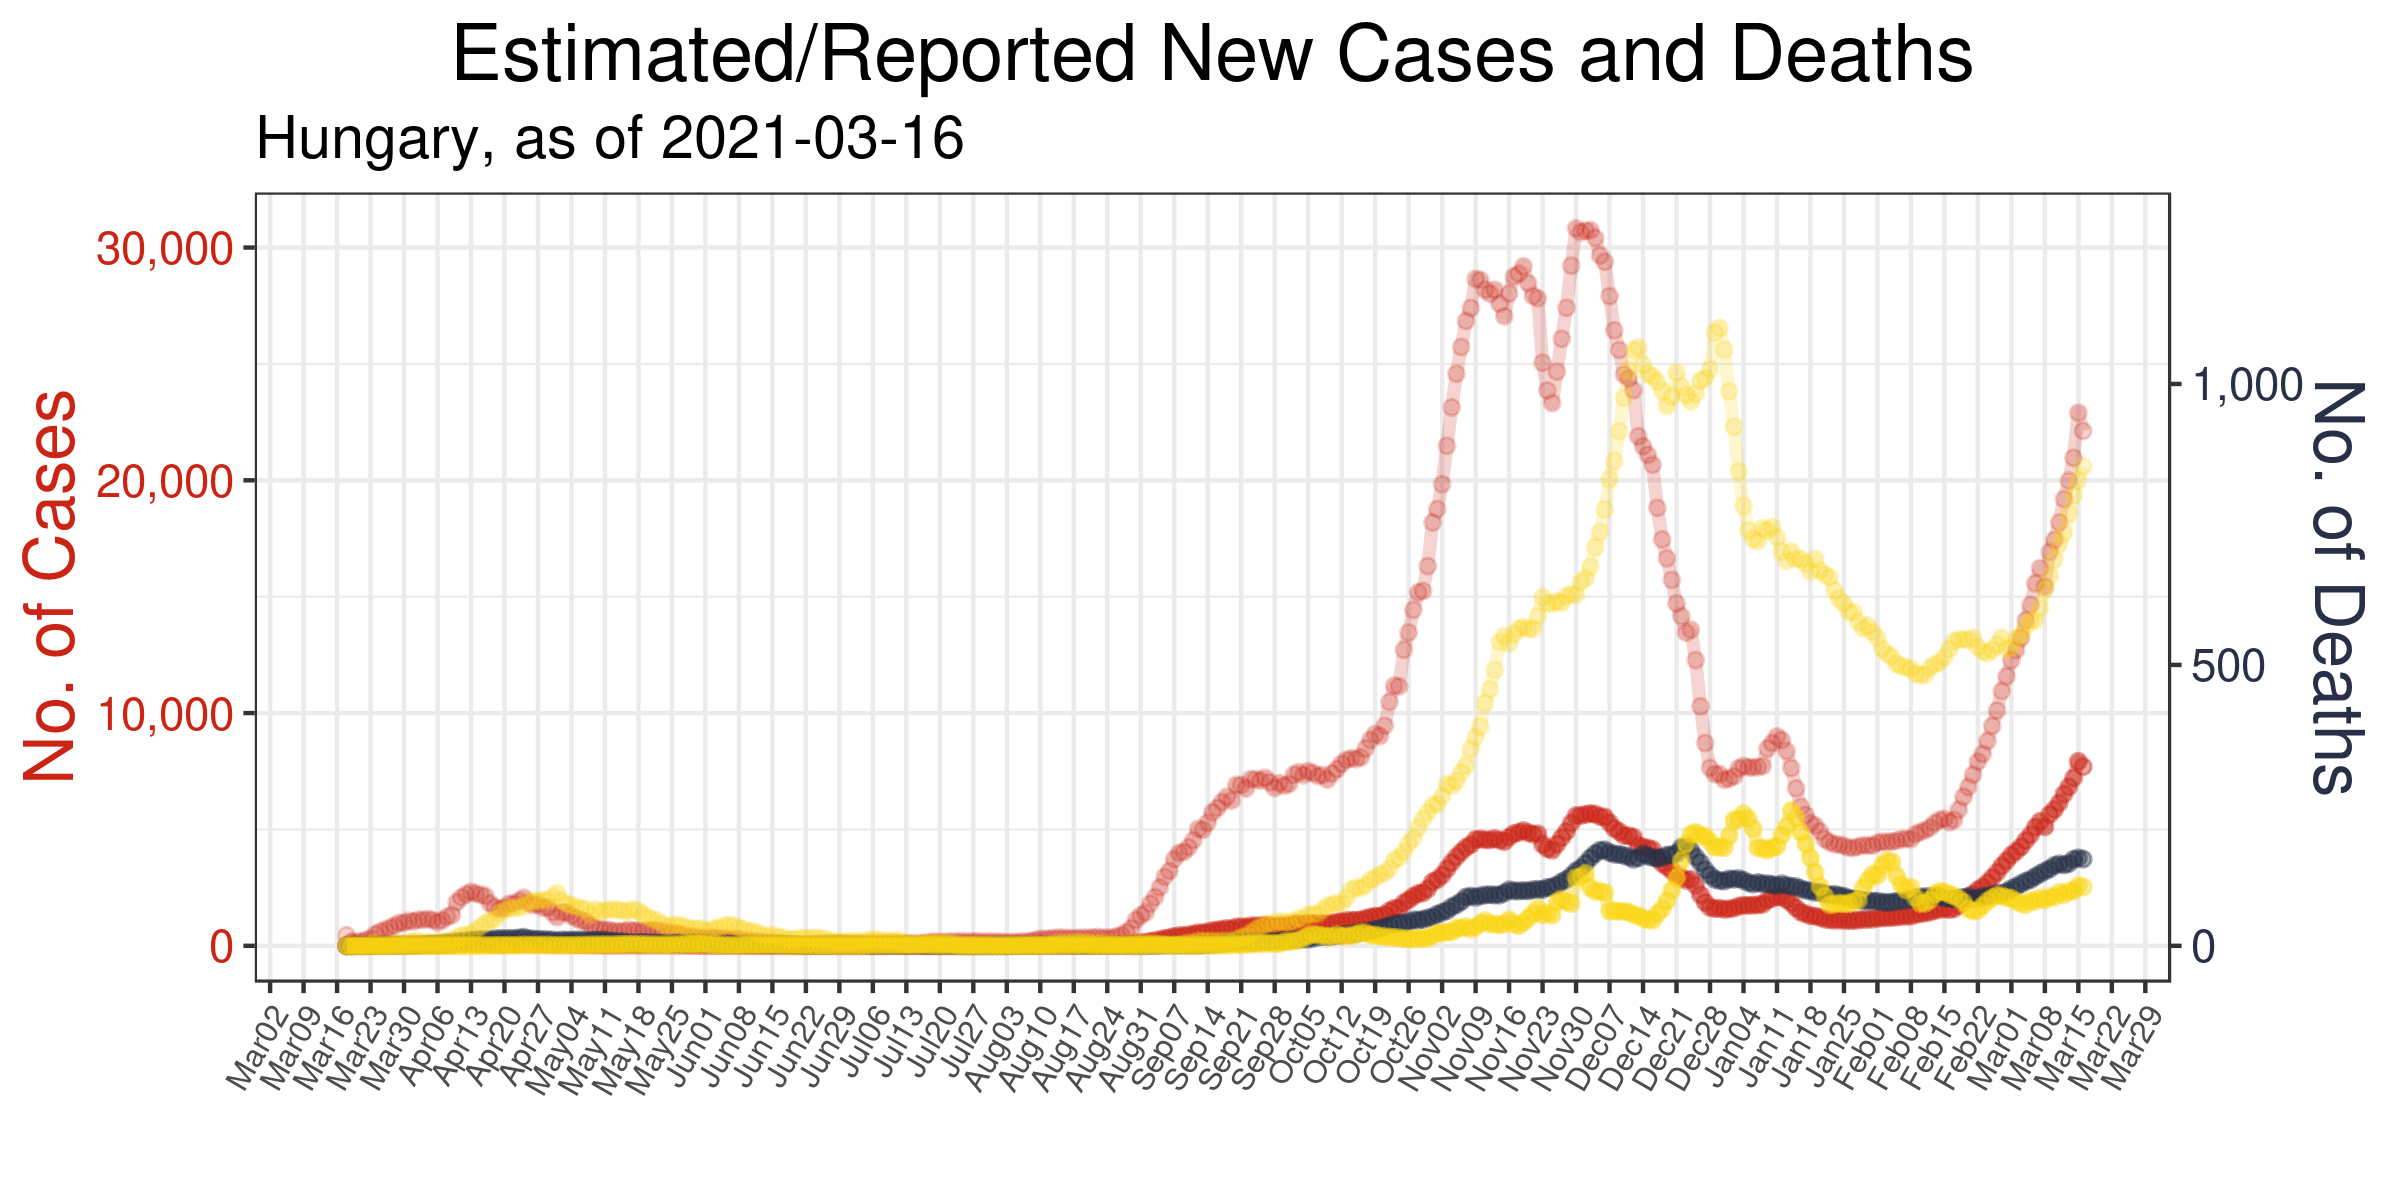 Estimated/Reported New Cases and Deaths
Hungary, as of 2021-03-16
No. of Cases
30,000
20,000
10,000
0
No. of Deaths
1,000
500
0
Mar02
Mar09
Mar16
Mar23
Mar30
Apr06
Apr13
Apr20
Apr27
May04
May11
May18
May25
Jun01
Jun08
Jun15
Jun22
Jun29
Jul06
Jul13
Jul20
Jul27
Aug03
Aug10
Aug17
Aug24
Aug31
Sep07
Sep14
Sep21
Sep28
Oct05
Oct12
Oct19
Oct26
Nov02
Nov09
Nov16
Nov23
Nov30
Dec07
Dec14
Dec21
Dec28
Jan04
Jan11
Jan18
Jan25
Feb01
Feb08
Feb15
Feb22
Mar01
Mar08
Mar15
Mar22
Mar29